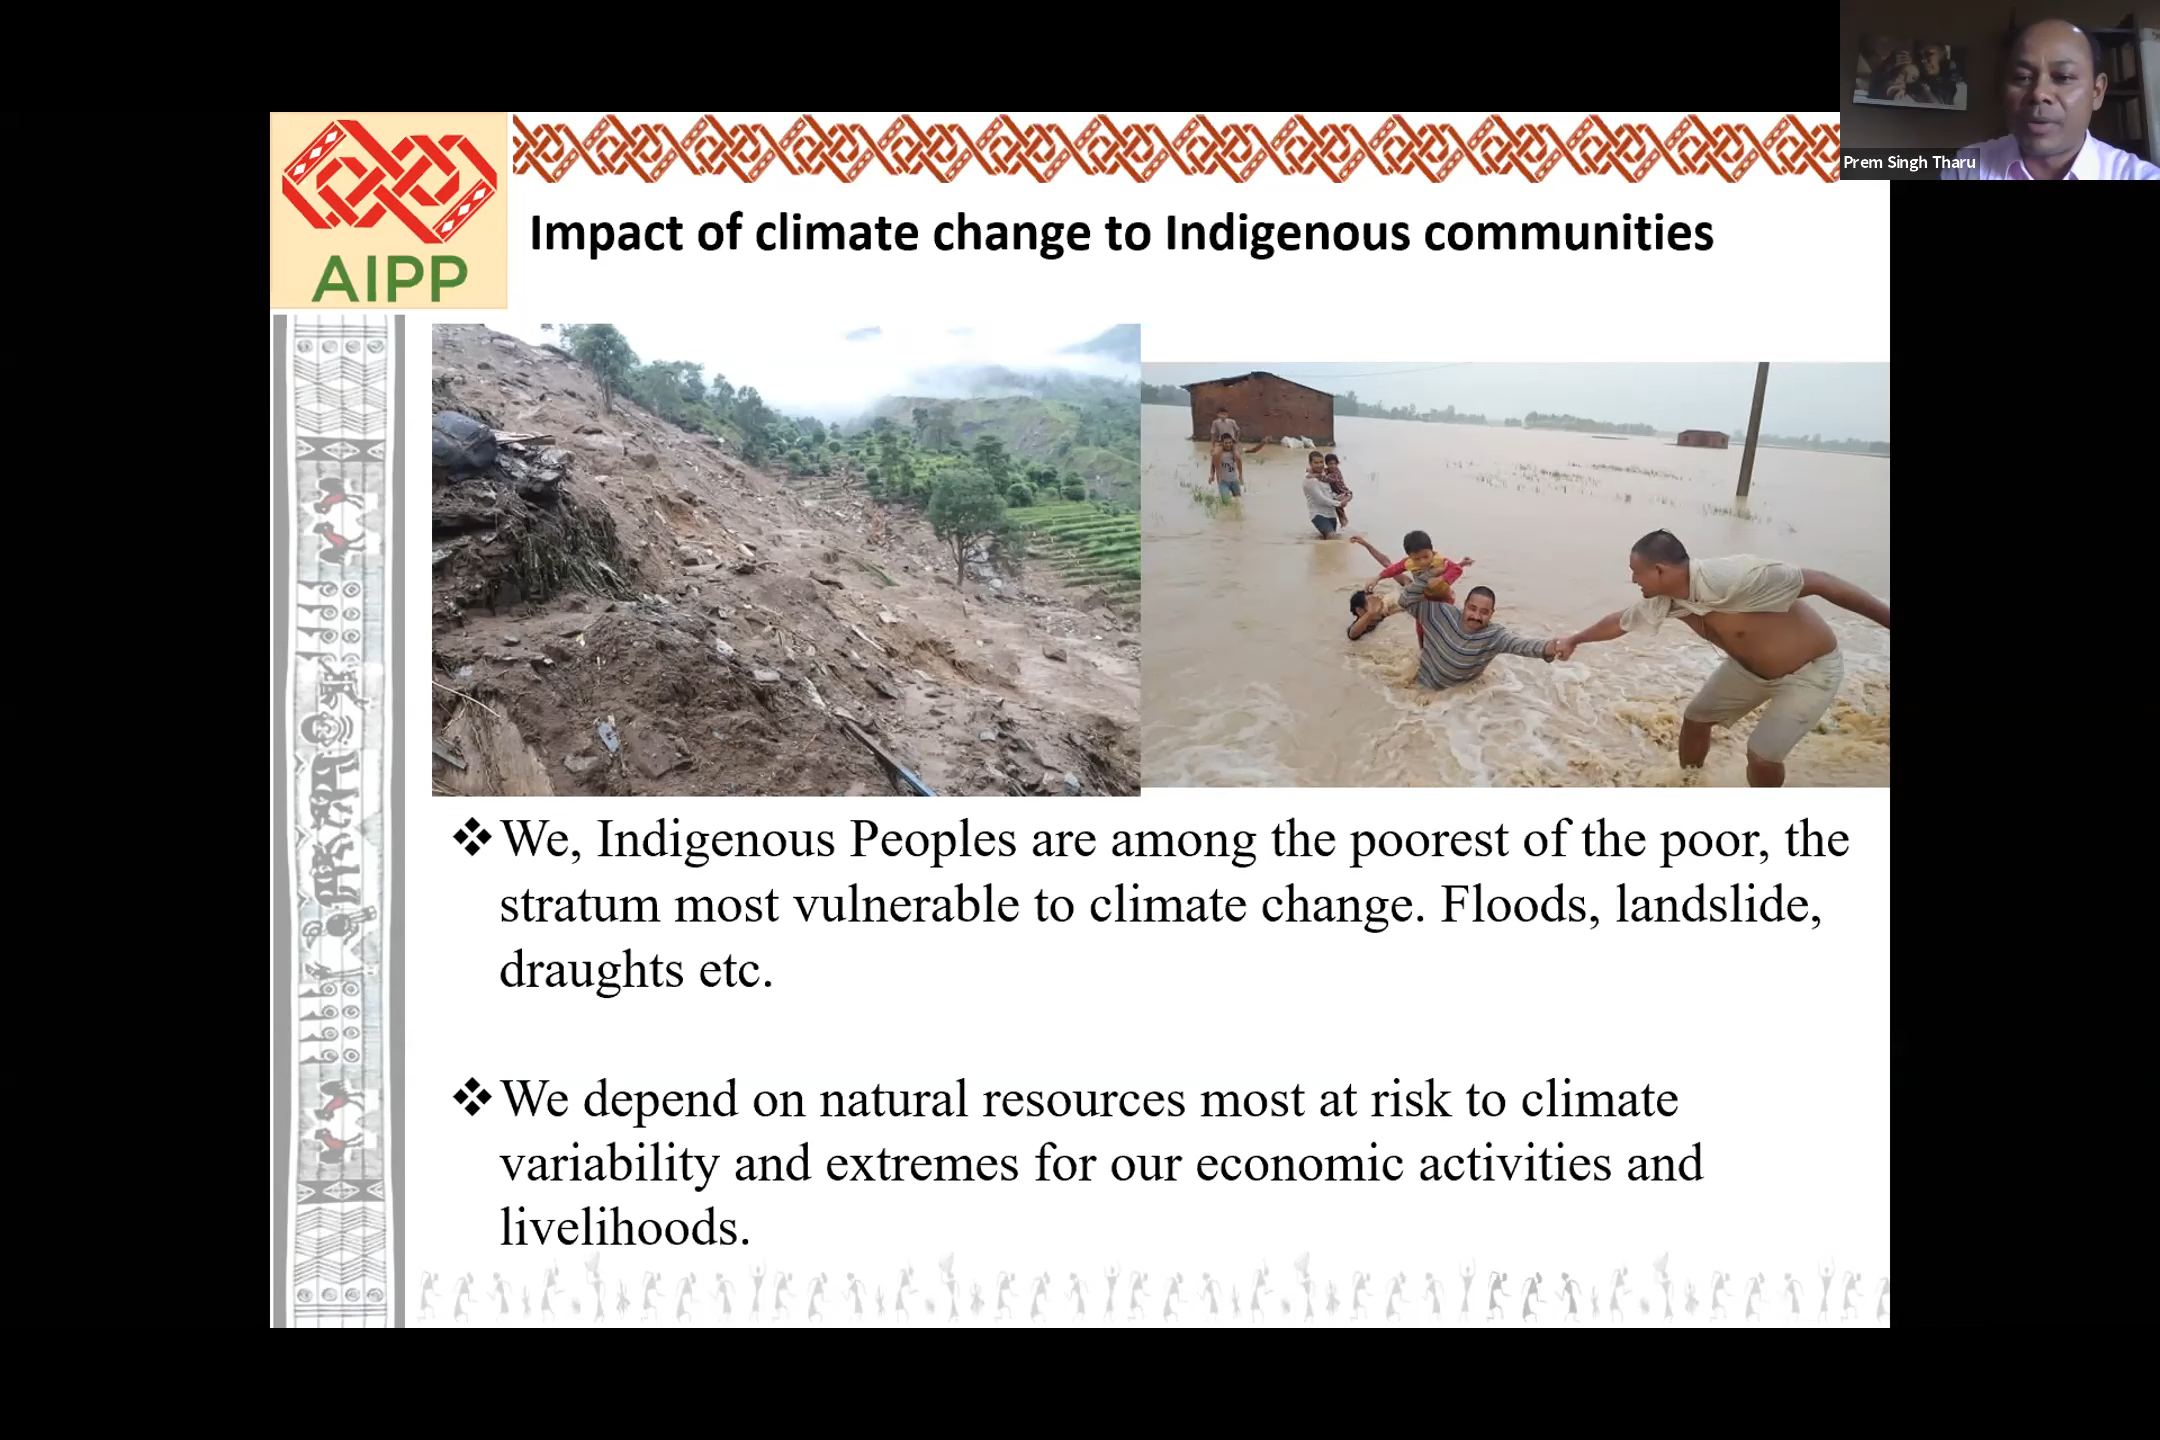 Prem Singh Tharu
AIPP
Impact of climate change to Indigenous communities
❖We, Indigenous Peoples are among the poorest of the poor, the
stratum most vulnerable to climate change. Floods, landslide,
draughts etc.
❖We depend on natural resources most at risk to climate
variability and extremes for our economic activities and
livelihoods.